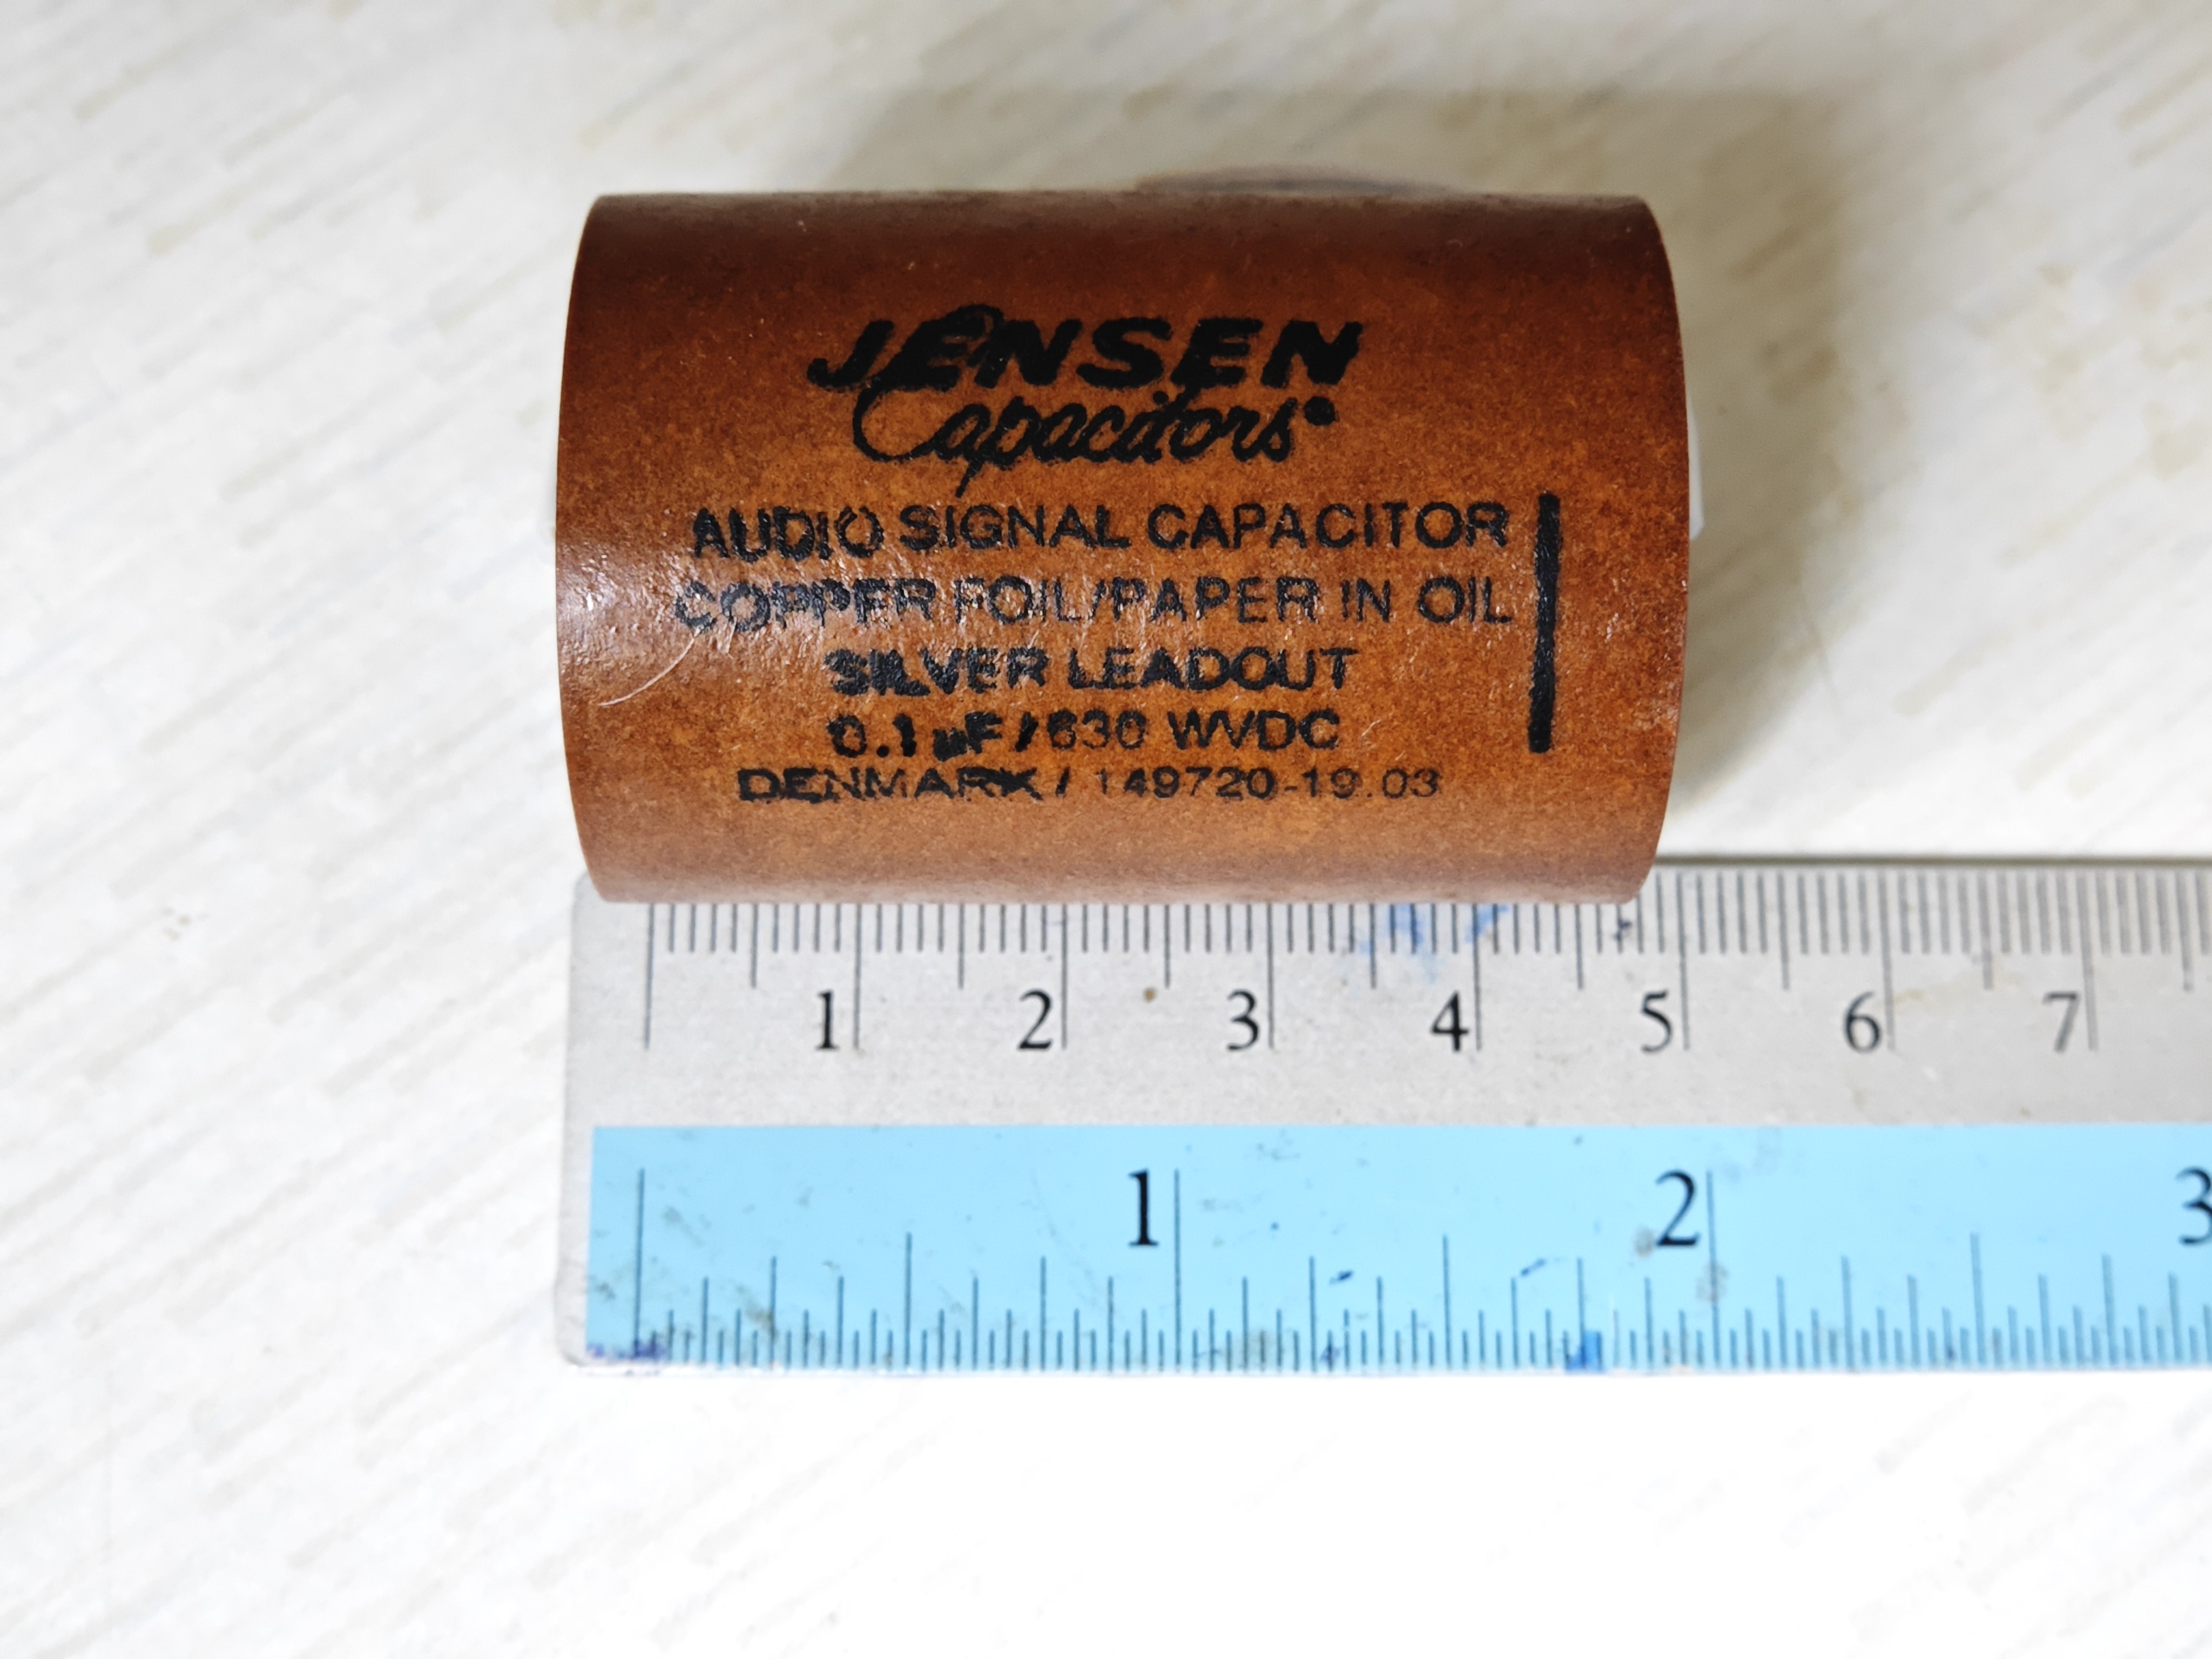 JENSEN
Capacitors
AUDIO SIGNAL CAPACITOR
COPPER FOIL/PAPER IN OIL
SILVER LEADOUT
0.1 µF / 630 WVDC
DENMARK / 149720-19.03
1 2 3 4 5 6 7
1 2 3